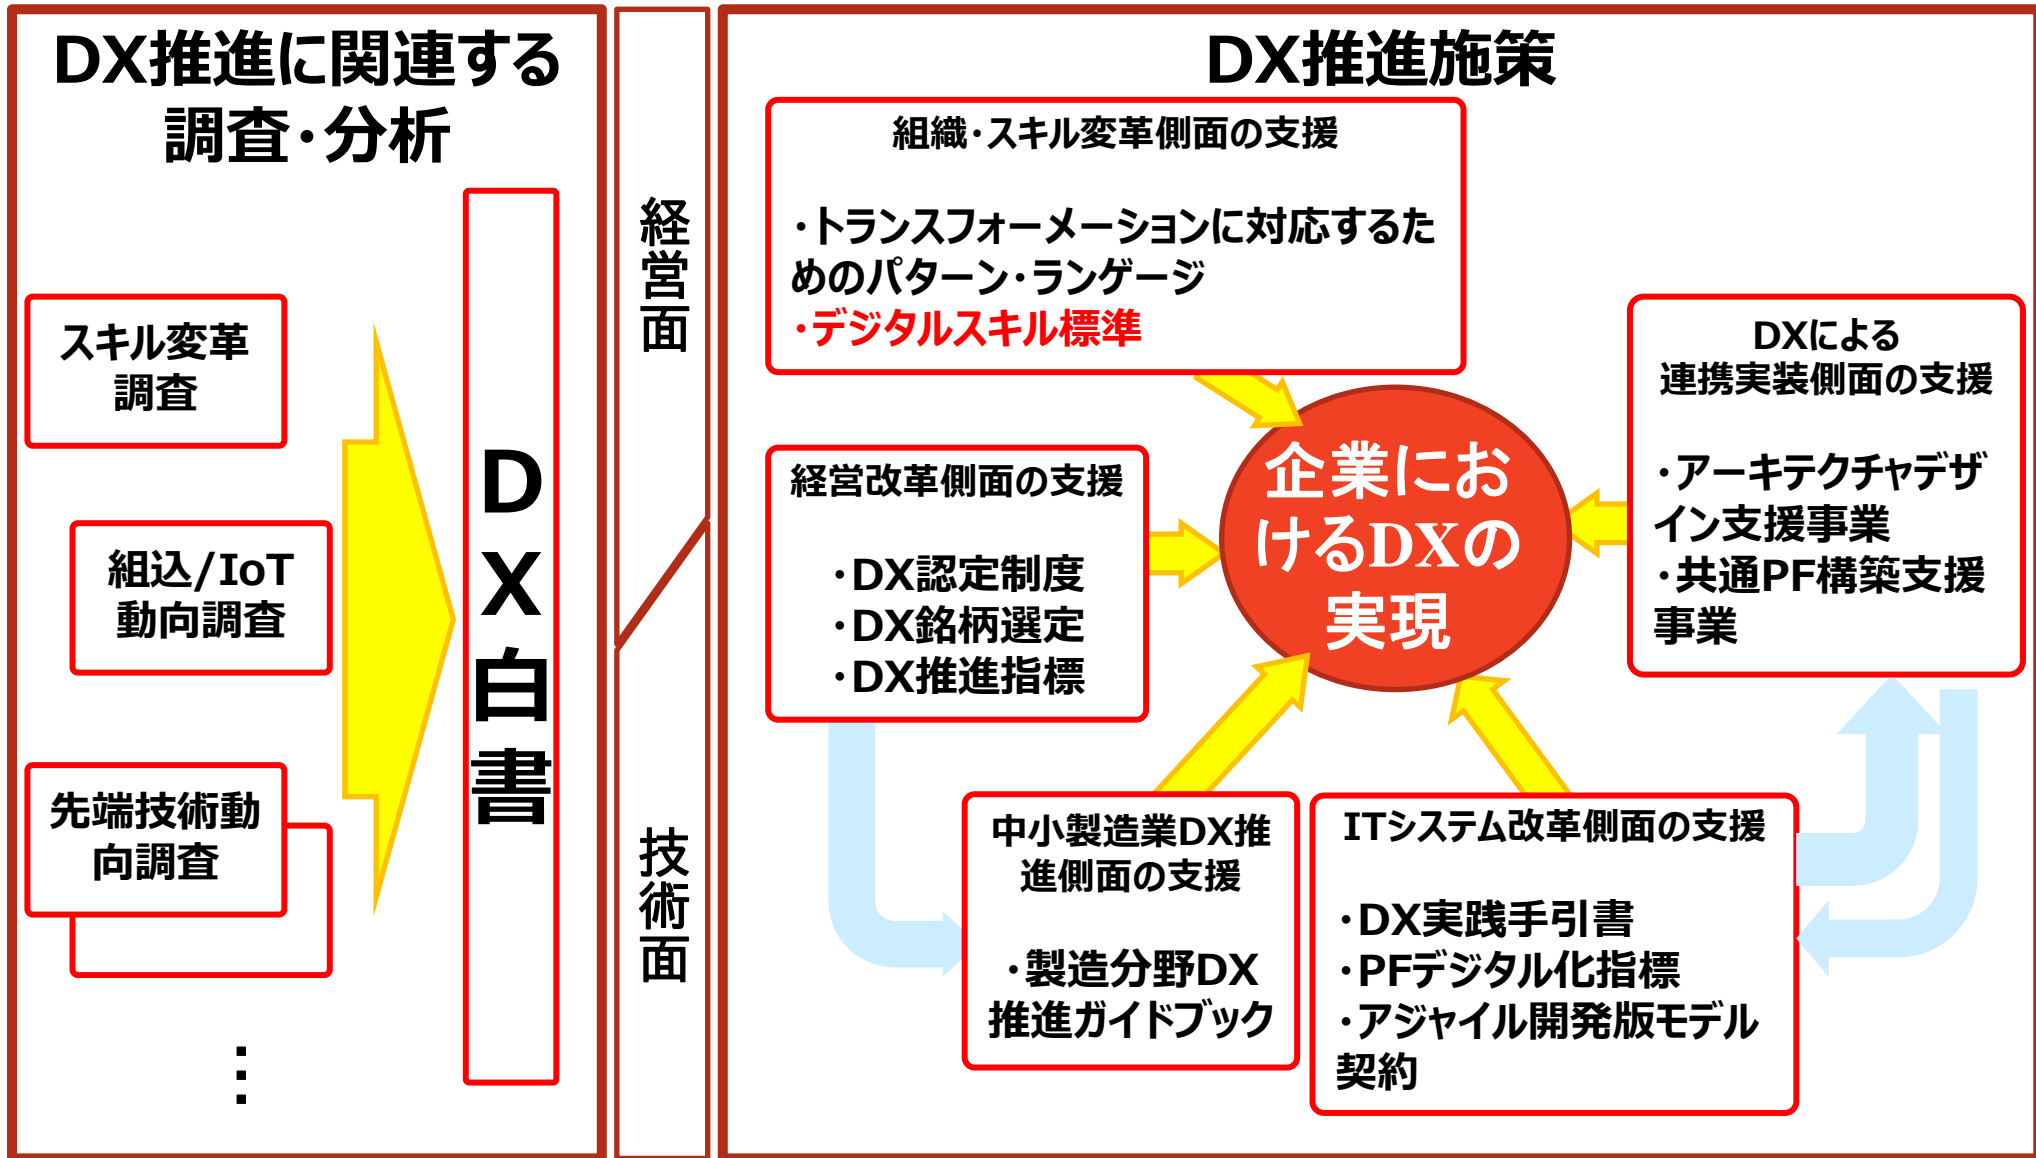 DX推進に関連する
調査・分析
スキル変革
調査
組込/IoT
動向調査
先端技術動
向調査
⋮
DX白書
経営面
技術面
DX推進施策
組織・スキル変革側面の支援
・トランスフォーメーションに対応するた
めのパターン・ランゲージ
・デジタルスキル標準
経営改革側面の支援
・DX認定制度
・DX銘柄選定
・DX推進指標
企業にお
けるDXの
実現
DXによる
連携実装側面の支援
・アーキテクチャデザ
イン支援事業
・共通PF構築支援
事業
中小製造業DX推
進側面の支援
・製造分野DX
推進ガイドブック
ITシステム改革側面の支援
・DX実践手引書
・PFデジタル化指標
・アジャイル開発版モデル
契約